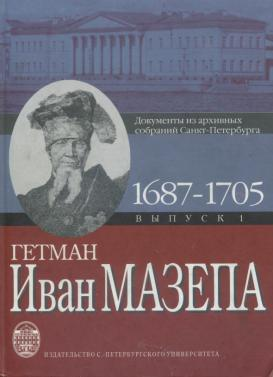 Документы из архивных
собраний Санкт-Петербурга
1687-1705
ВЫПУСК 1
ГЕТМАН
Иван МАЗЕПА
ИЗДАТЕЛЬСТВО С.-ПЕТЕРБУРГСКОГО УНИВЕРСИТЕТА